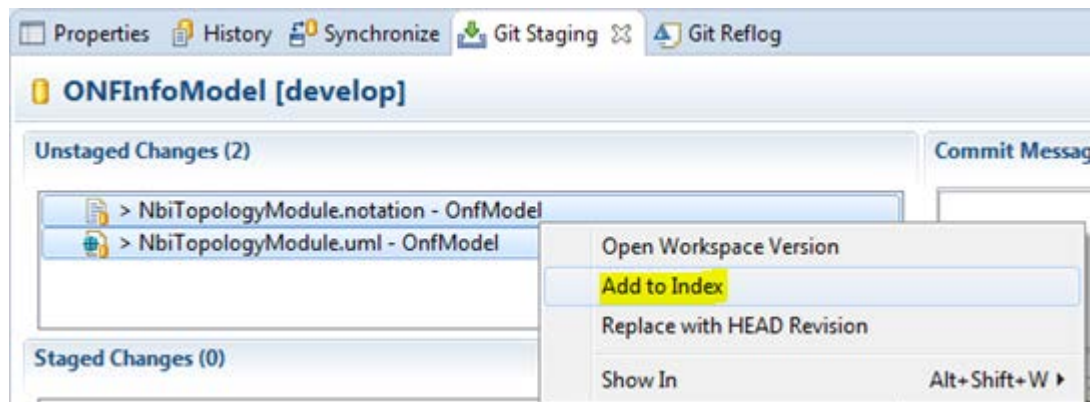 Properties History Synchronize Git Staging Git Reflog
ONFInfoModel [develop]
Unstaged Changes (2) Commit Messag
> NbiTopologyModule.notation - OnfModel
> NbiTopologyModule.uml - OnfModel
Open Workspace Version
Add to Index
Replace with HEAD Revision
Staged Changes (0)
Show In Alt+Shift+W